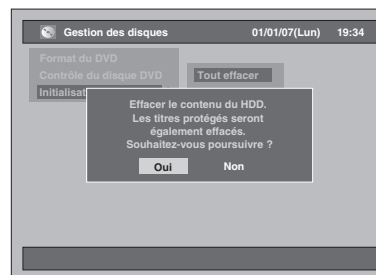 Gestion des disques 01/01/07(Lun) 19:34
Format du DVD
Contrôle du disque DVD Tout effacer
Effacer le contenu du HDD.
Les titres protégés seront
également effacés.
Souhaitez-vous poursuivre ?
Oui Non